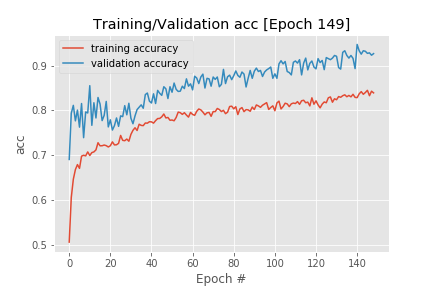 Training/Validation acc [Epoch 149]
training accuracy
validation accuracy
0.9
0.8
0.7
0.6
0.5
acc
0 20 40 60 80 100 120 140
Epoch #